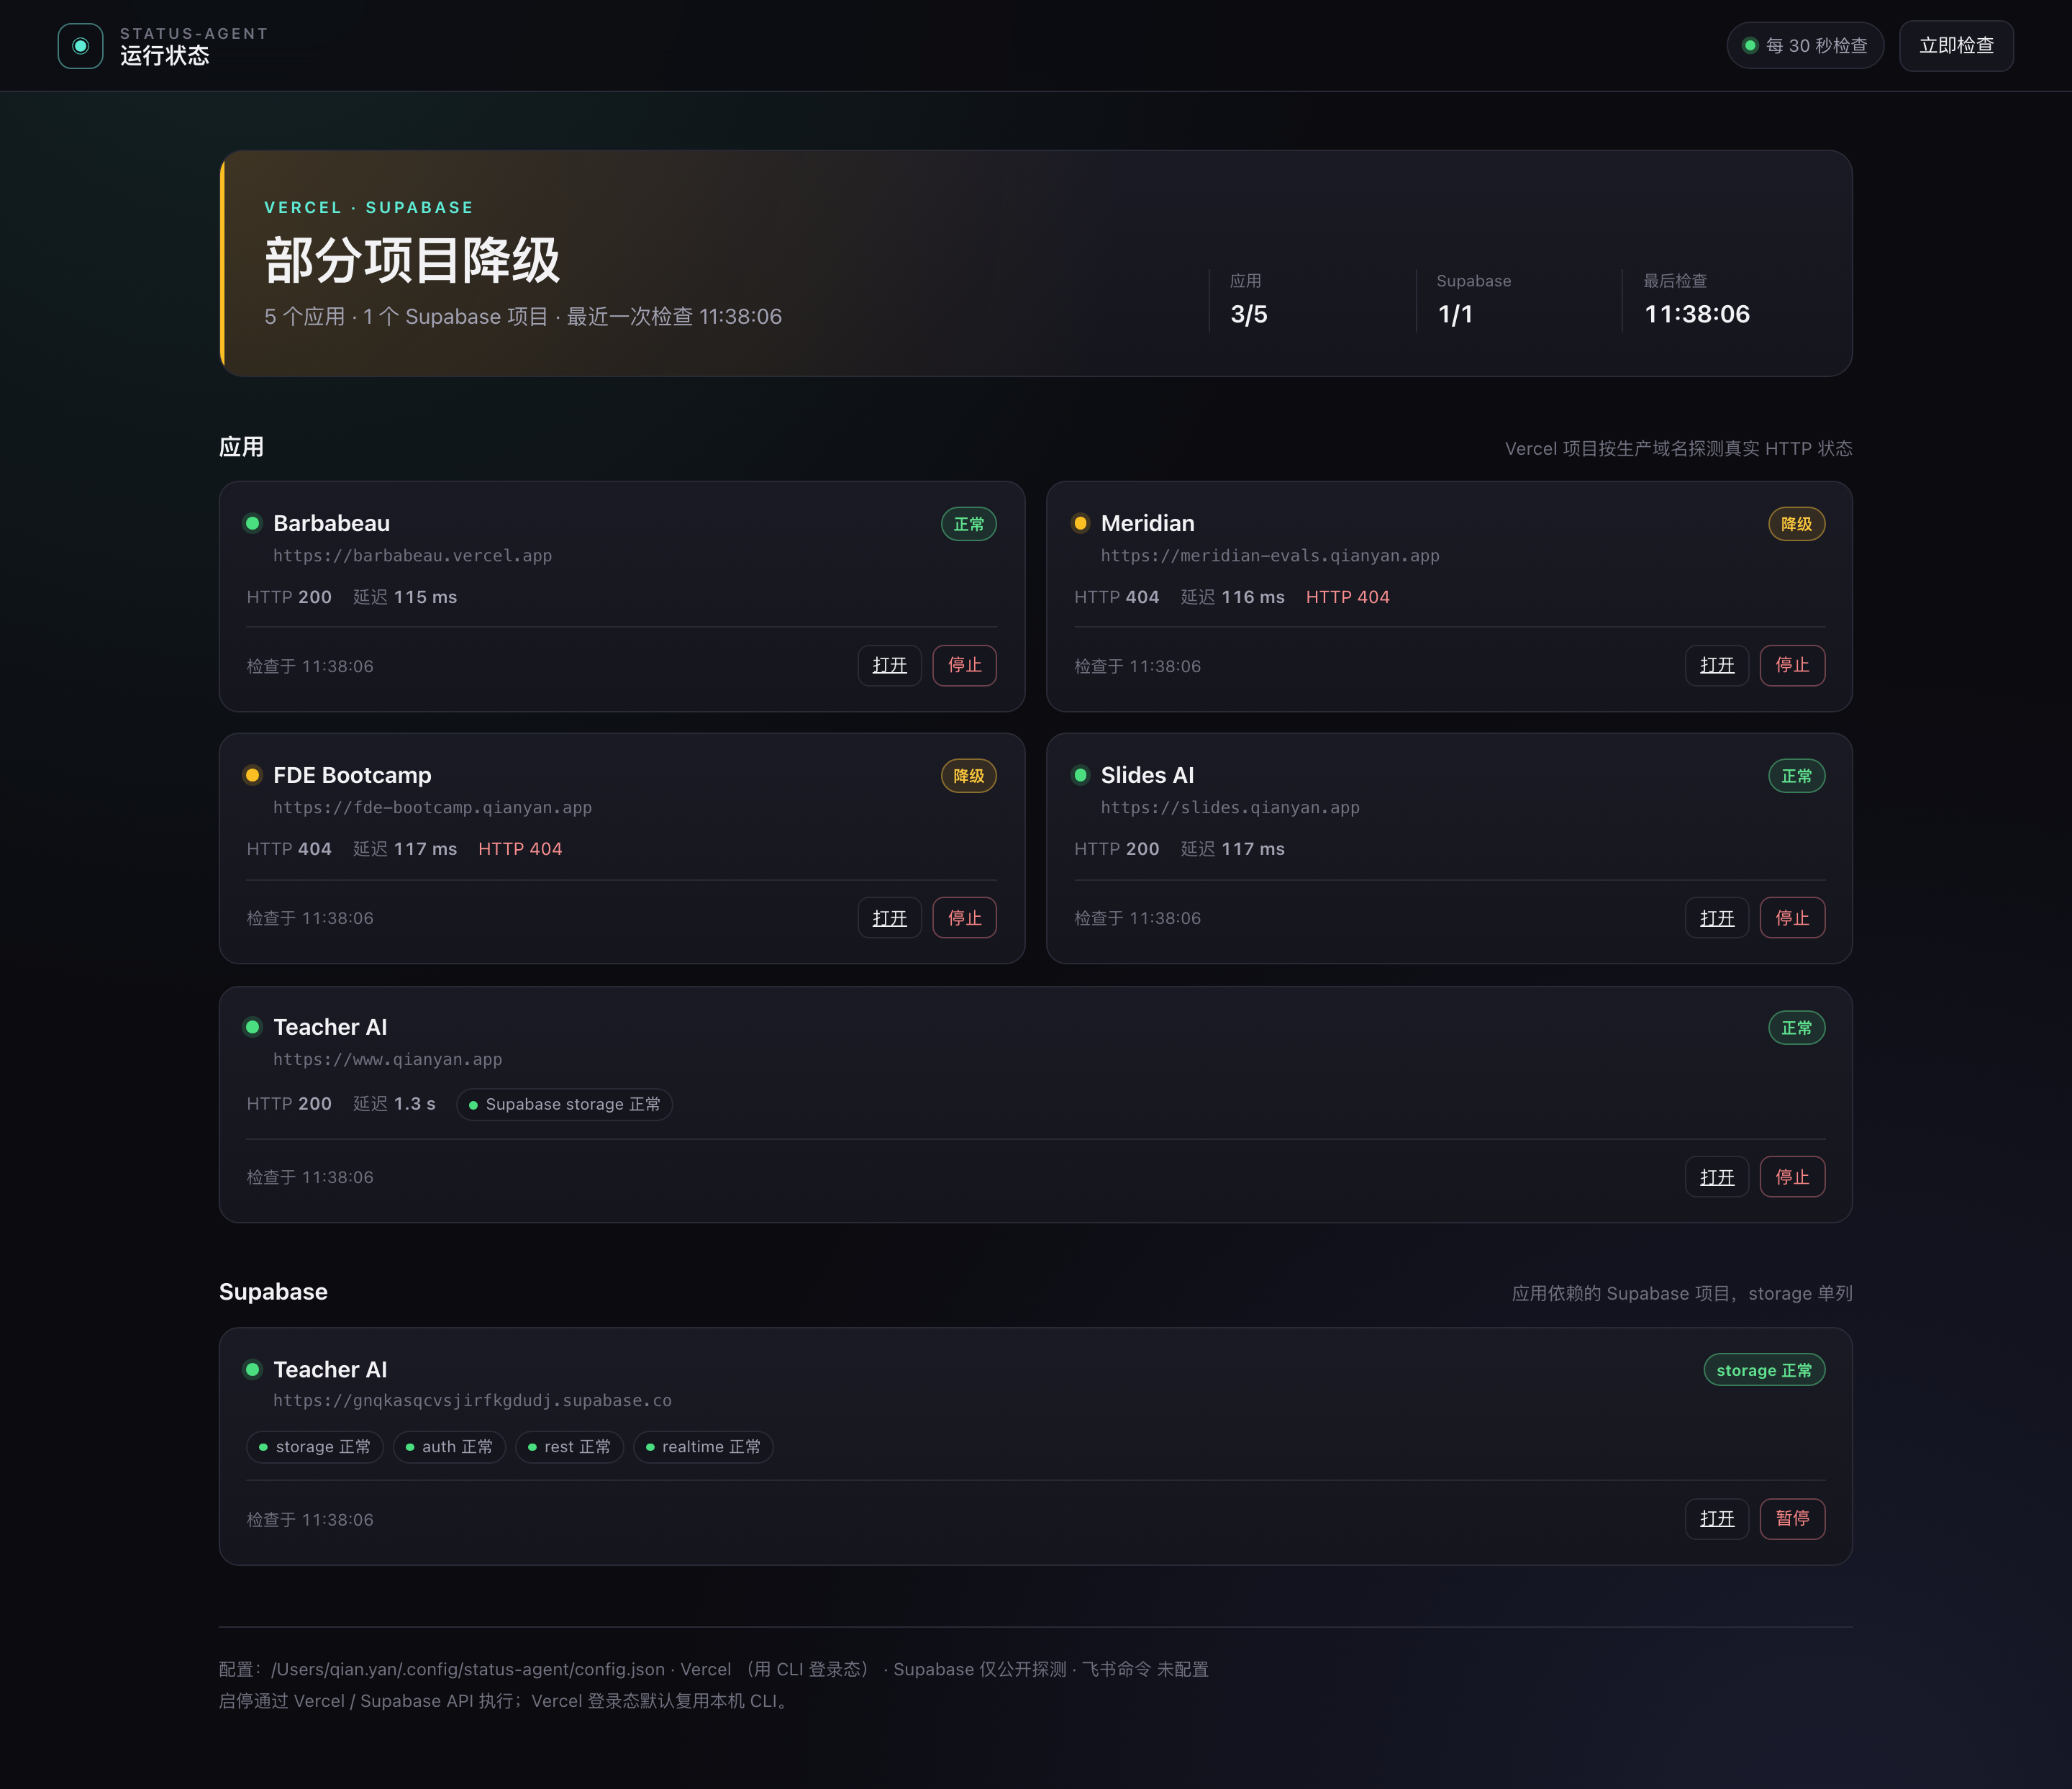 STATUS-AGENT
运行状态
每 30 秒检查
立即检查
VERCEL · SUPABASE
部分项目降级
5 个应用 · 1 个 Supabase 项目 · 最近一次检查 11:38:06
应用
3/5
Supabase
1/1
最后检查
11:38:06
应用
Vercel 项目按生产域名探测真实 HTTP 状态
Barbabeau
正常
https://barbabeau.vercel.app
HTTP 200 延迟 115 ms
检查于 11:38:06
打开
停止
Meridian
降级
https://meridian-evals.qianyan.app
HTTP 404 延迟 116 ms HTTP 404
检查于 11:38:06
打开
停止
FDE Bootcamp
降级
https://fde-bootcamp.qianyan.app
HTTP 404 延迟 117 ms HTTP 404
检查于 11:38:06
打开
停止
Slides AI
正常
https://slides.qianyan.app
HTTP 200 延迟 117 ms
检查于 11:38:06
打开
停止
Teacher AI
正常
https://www.qianyan.app
HTTP 200 延迟 1.3 s Supabase storage 正常
检查于 11:38:06
打开
停止
Supabase
应用依赖的 Supabase 项目，storage 单列
Teacher AI
storage 正常
https://gnqkasqcvsjirfkgdudj.supabase.co
storage 正常
auth 正常
rest 正常
realtime 正常
检查于 11:38:06
打开
暂停
配置：/Users/qian.yan/.config/status-agent/config.json · Vercel （用 CLI 登录态） · Supabase 仅公开探测 · 飞书命令 未配置
启停通过 Vercel / Supabase API 执行；Vercel 登录态默认复用本机 CLI。